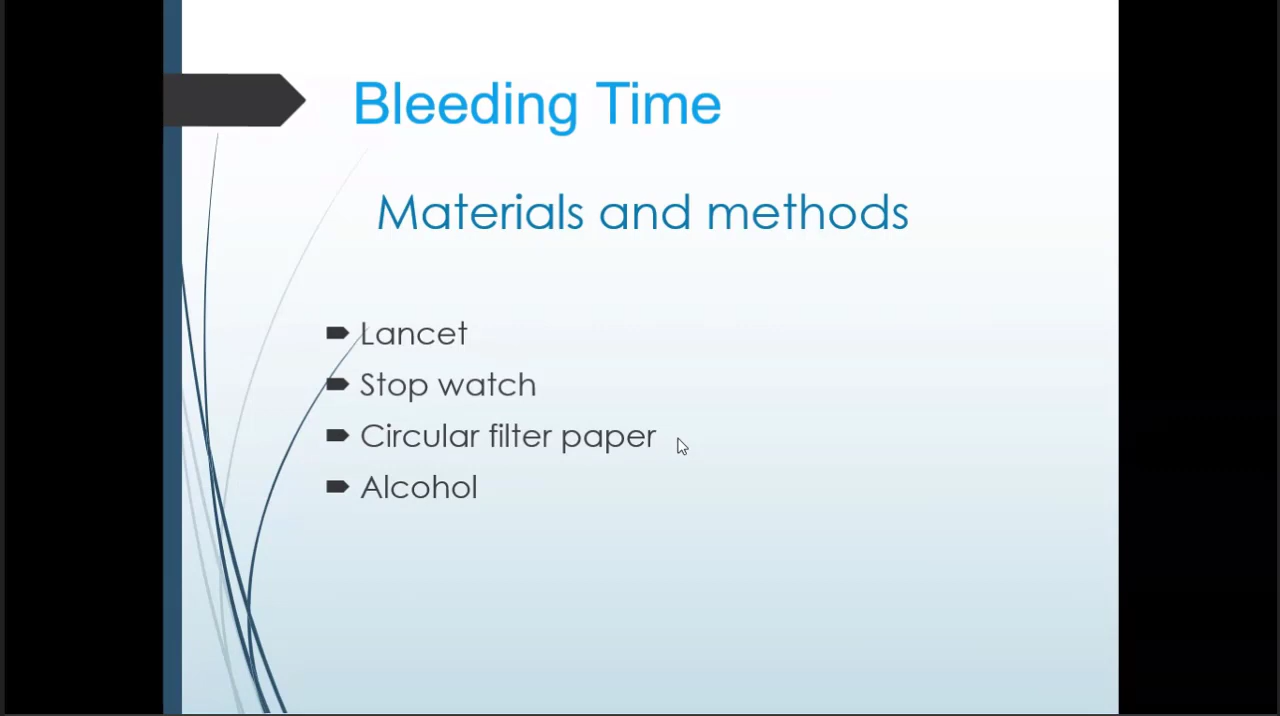 Bleeding Time
Materials and methods
Lancet
Stop watch
Circular filter paper
Alcohol